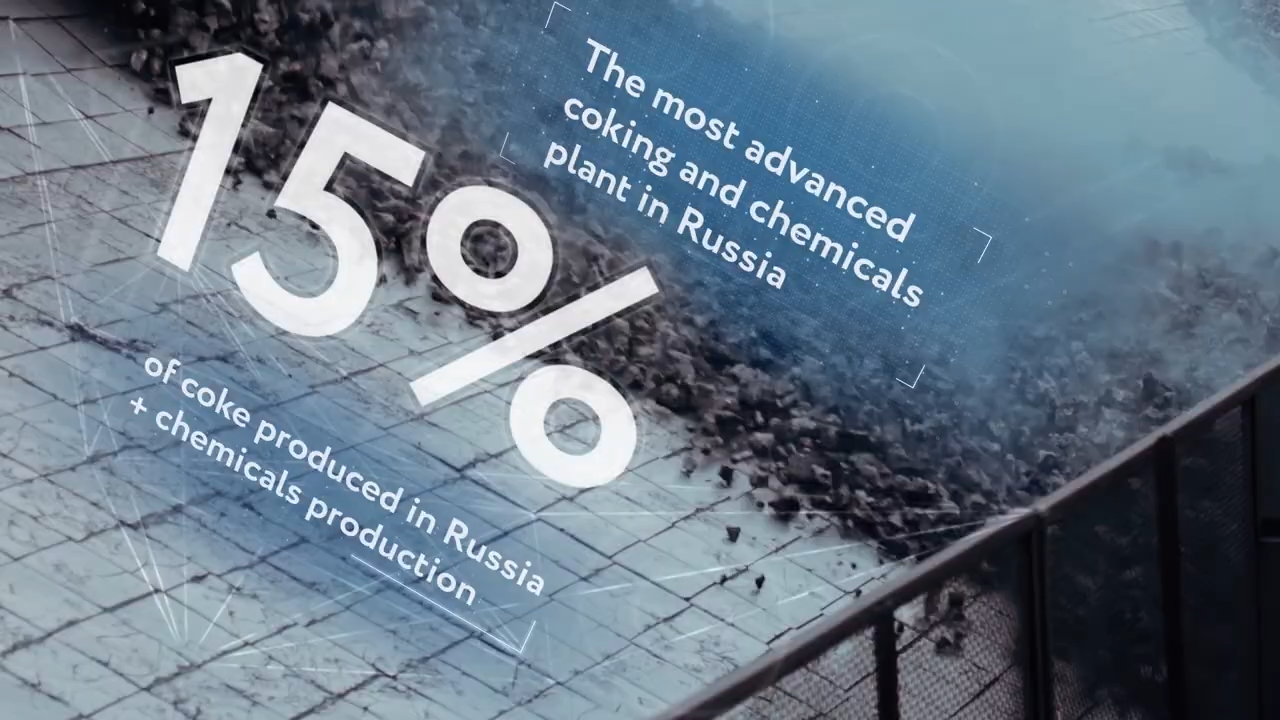 The most advanced
coking and chemicals
plant in Russia
15%
of coke produced in Russia
+ chemicals production